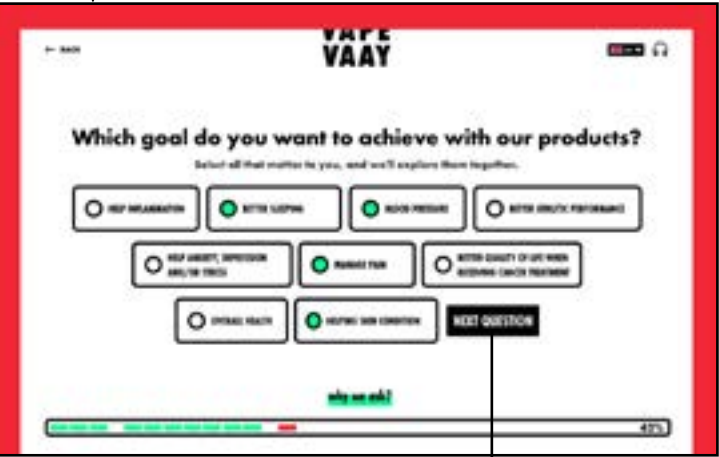 ← BACK
VAPE
VAAY
Which goal do you want to achieve with our products?
Select all that matter to you, and we'll explore them together.
HELP INFLAMMATION
BETTER SLEEPING
BLOOD PRESSURE
BETTER ATHLETIC PERFORMANCE
HELP ANXIETY, DEPRESSION
AND/OR STRESS
MANAGE PAIN
BETTER QUALITY OF LIFE WHEN
RECEIVING CANCER TREATMENT
OVERALL HEALTH
HELPING SKIN CONDITION
NEXT QUESTION
why we ask?
45%